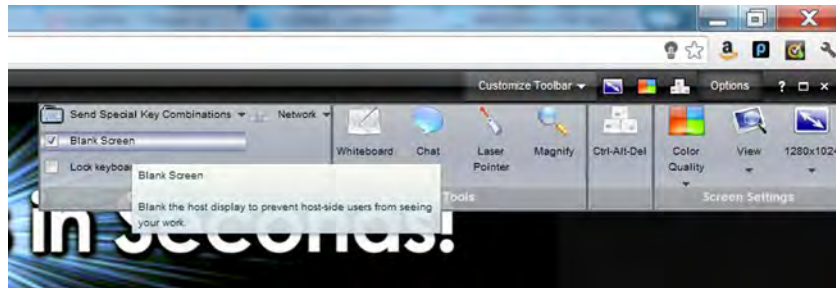 Customize Toolbar Options ?
Send Special Key Combinations Network
Blank Screen
Lock keyboa
Whiteboard Chat Laser Pointer Magnify Ctrl-Alt-Del Color Quality View 1280x1024
Blank Screen
Blank the host display to prevent host-side users from seeing
your work.
ols Screen Settings
in Seconds!